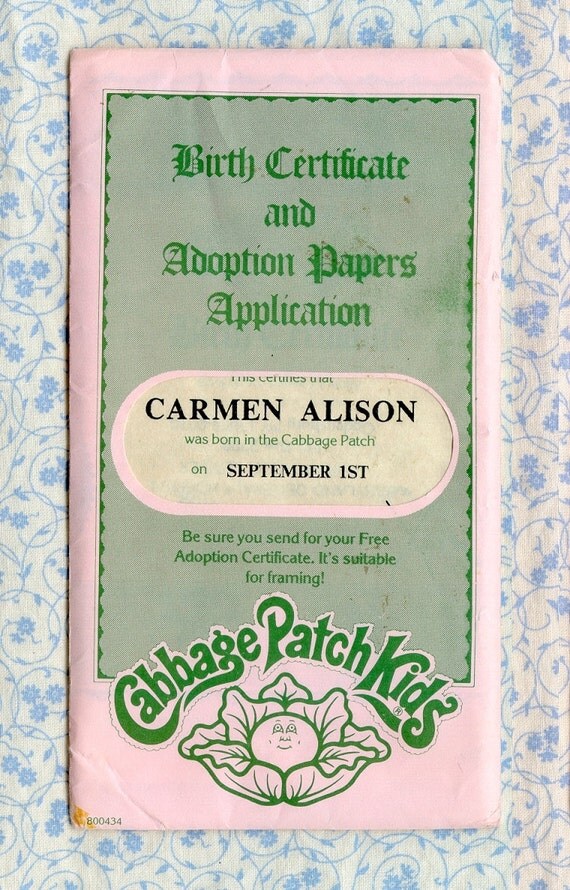 Birth Certificate
and
Adoption Papers
Application
This certifies that
CARMEN ALISON
was born in the Cabbage Patch
on SEPTEMBER 1ST
Be sure you send for your Free
Adoption Certificate. It's suitable
for framing!
Cabbage Patch Kids®
800434